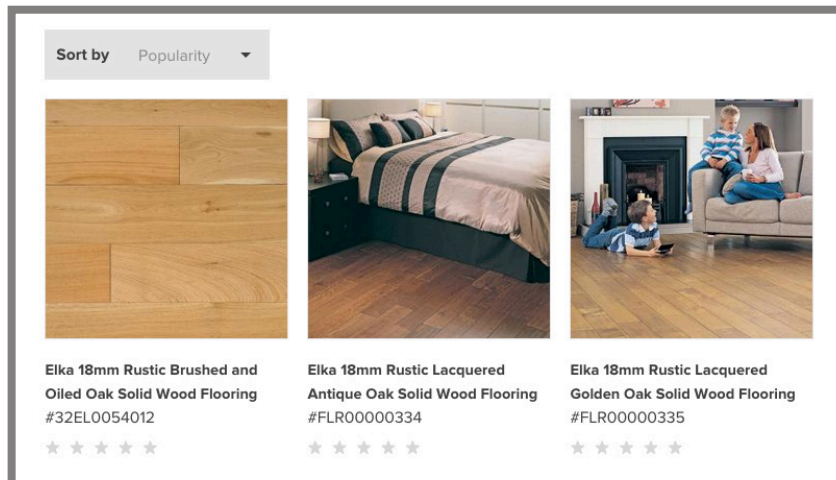 Sort by Popularity
Elka 18mm Rustic Brushed and
Oiled Oak Solid Wood Flooring
#32EL0054012
Elka 18mm Rustic Lacquered
Antique Oak Solid Wood Flooring
#FLR00000334
Elka 18mm Rustic Lacquered
Golden Oak Solid Wood Flooring
#FLR00000335